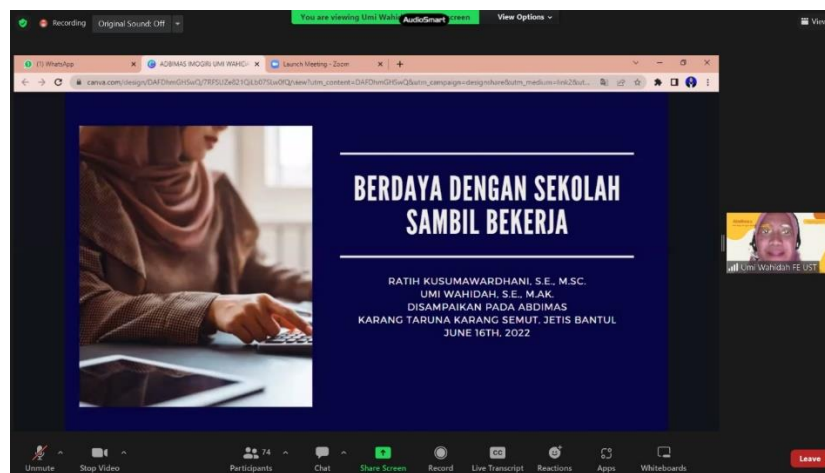 Recording
Original Sound: Off
You are viewing Umi Wahi
AudioSmart
creen
View Options
View
(1) WhatsApp
Launch Meeting - Zoom
BERDAYA DENGAN SEKOLAH
SAMBIL BEKERJA
RATIH KUSUMAWARDHANI, S.E., M.SC.
UMI WAHIDAH, S.E., M.AK.
DISAMPAIKAN PADA ABDIMAS
KARANG TARUNA KARANG SEMUT, JETIS BANTUL
JUNE 16TH, 2022
Umi Wahidah FE UST
Unmute
Stop Video
74
Participants
Chat
Share Screen
Record
CC
Live Transcript
Reactions
Apps
Whiteboards
Leave